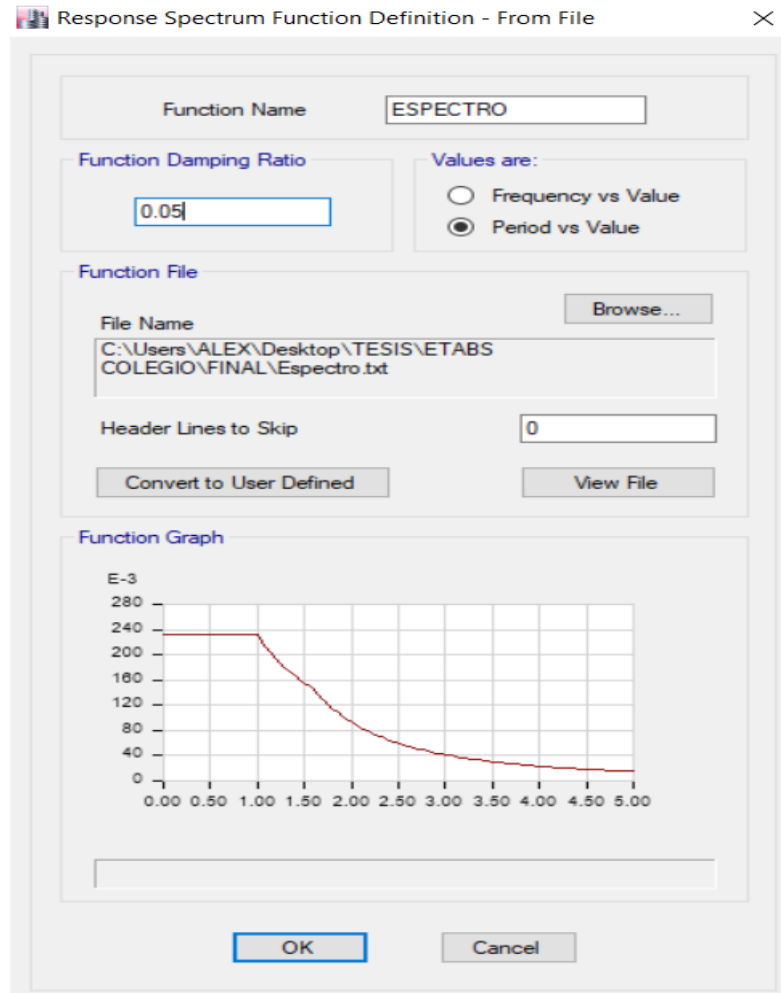 Response Spectrum Function Definition - From File
Function Name
ESPECTRO
Function Damping Ratio
0.05
Values are:
Frequency vs Value
Period vs Value
Function File
Browse...
File Name
C:\Users\ALEX\Desktop\TESIS\ETABS
COLEGIO\FINAL\Espectro.txt
Header Lines to Skip
0
Convert to User Defined
View File
Function Graph
E-3
280
240
200
160
120
80
40
0
0.00 0.50 1.00 1.50 2.00 2.50 3.00 3.50 4.00 4.50 5.00
OK
Cancel